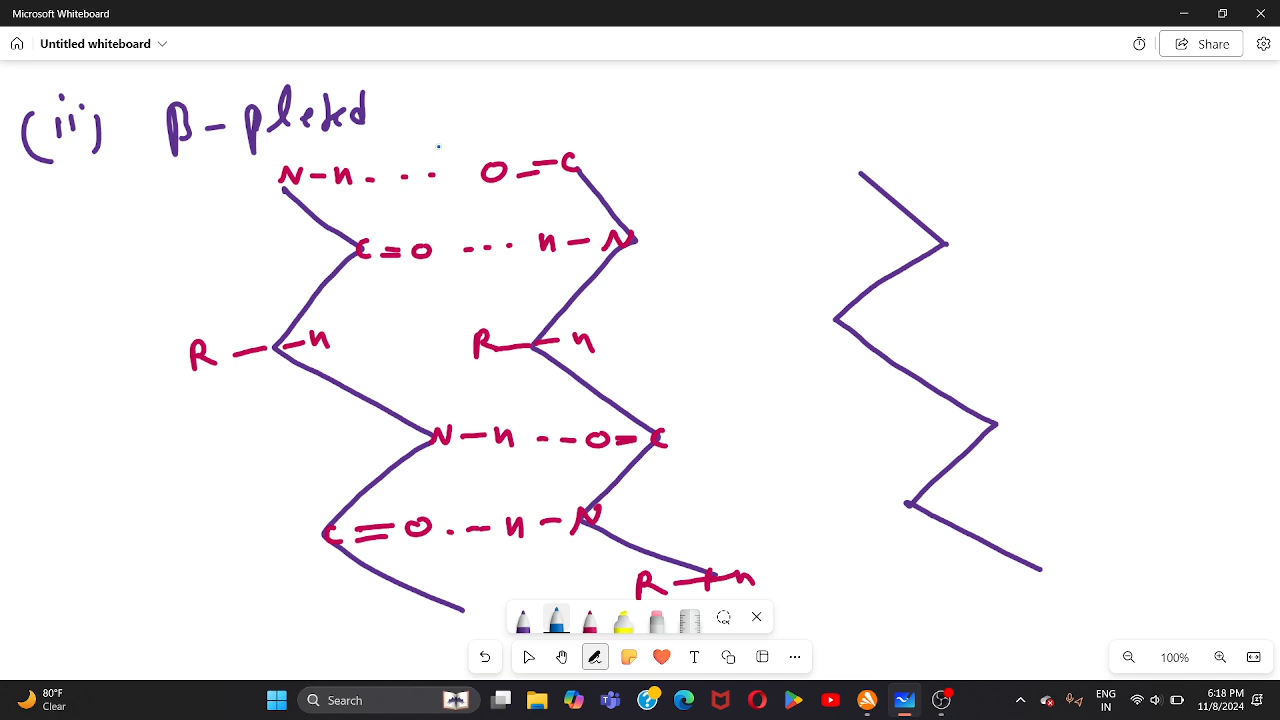 Microsoft Whiteboard
Untitled whiteboard
Share
(ii) β-pleted
N-H... O=C
C=O ... H-N
R-H R-H
N-H ---O=C
C=O.--H-N
R-H
100%
80°F
Clear
Search
ENG
IN
6:18 PM
11/8/2024